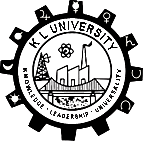 K L UNIVERSITY
KNOWLEDGE · LEADERSHIP · UNIVERSALITY